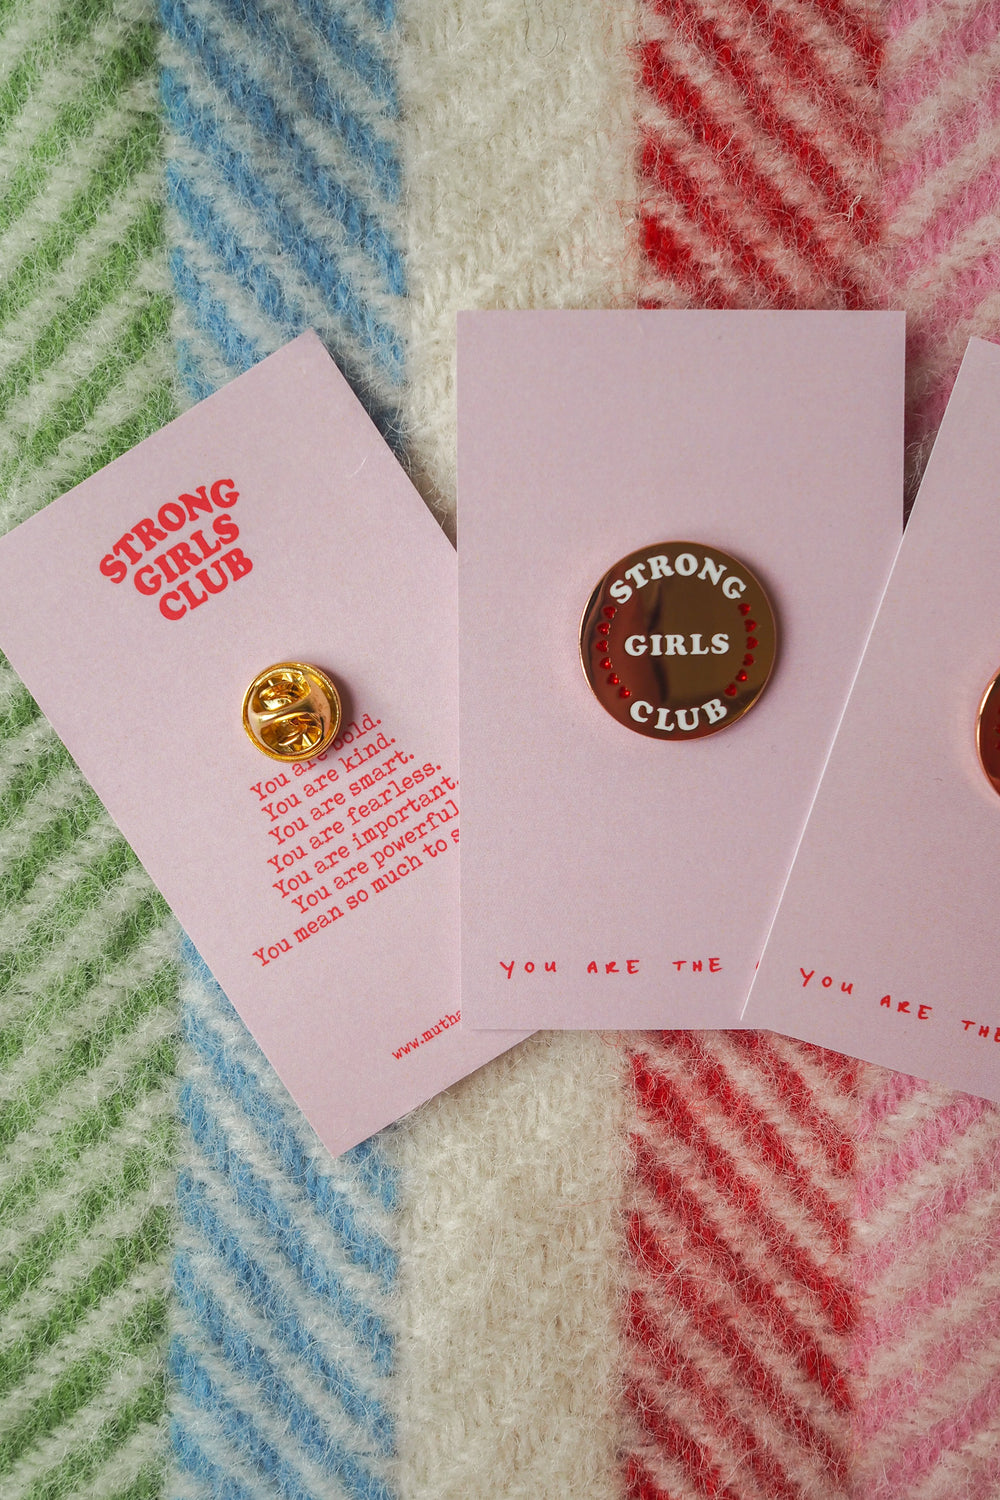 STRONG
GIRLS
CLUB
You are bold.
You are kind.
You are smart.
You are fearless.
You are important.
You are powerful
You mean so much to
STRONG
GIRLS
CLUB
YOU ARE THE
YOU ARE THE